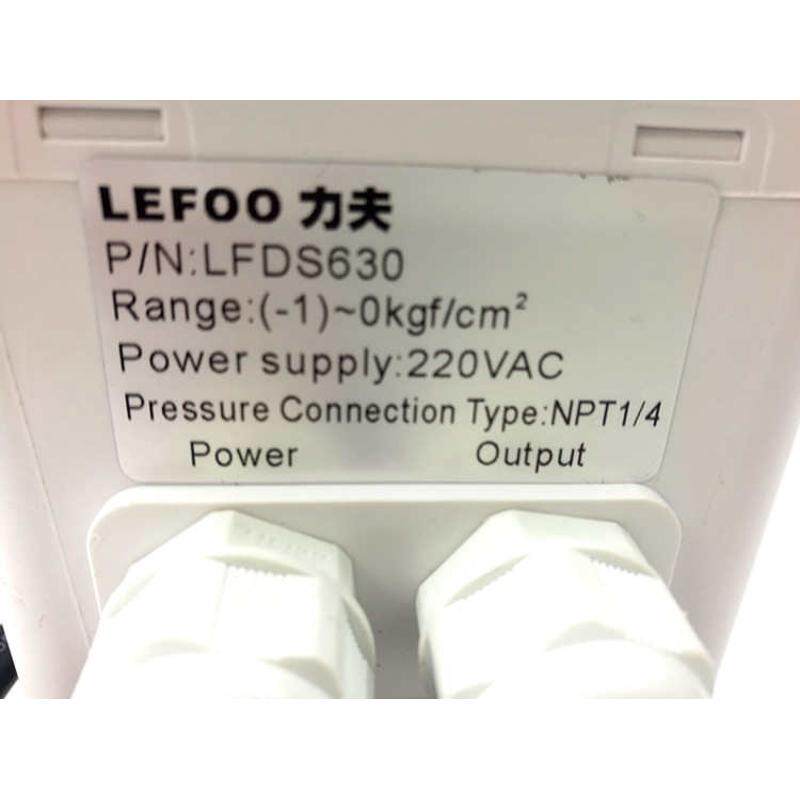 LEFOO 力夫
P/N:LFDS630
Range:(-1)~0kgf/cm²
Power supply:220VAC
Pressure Connection Type:NPT1/4
Power Output